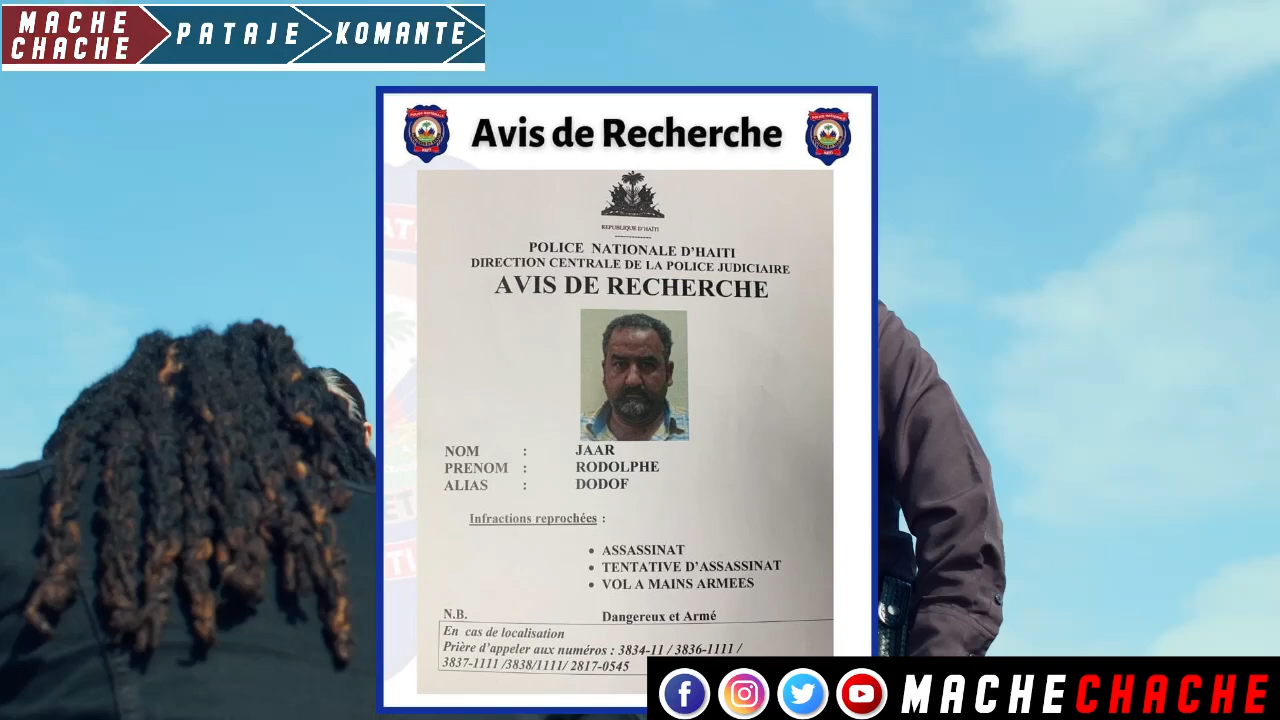 MACHE
CHACHE
PATAJE
KOMANTE
Avis de Recherche
REPUBLIQUE D'HAÏTI
POLICE NATIONALE D'HAITI
DIRECTION CENTRALE DE LA POLICE JUDICIAIRE
AVIS DE RECHERCHE
NOM : JAAR
PRENOM : RODOLPHE
ALIAS : DODOF
Infractions reprochées :
• ASSASSINAT
• TENTATIVE D'ASSASSINAT
• VOL A MAINS ARMEES
N.B. Dangereux et Armé
En cas de localisation
Prière d'appeler aux numéros : 3834-11 / 3836-1111 /
3837-1111 /3838/1111/ 2817-0545
MACHECHACHE